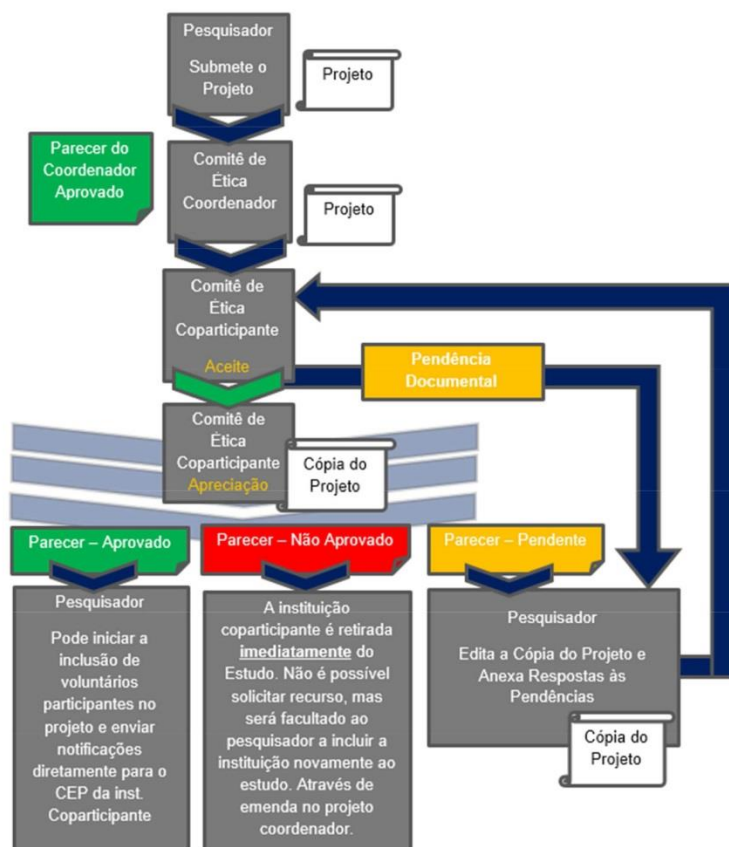 Pesquisador
Submete o
Projeto
Projeto
Parecer do
Coordenador
Aprovado
Comitê de
Ética
Coordenador
Projeto
Comitê de
Ética
Coparticipante
Aceite
Pendência
Documental
Comitê de
Ética
Coparticipante
Apreciação
Cópia do
Projeto
Parecer – Aprovado
Parecer – Não Aprovado
Parecer – Pendente
Pesquisador
Pode iniciar a
inclusão de
voluntários
participantes no
projeto e enviar
notificações
diretamente para o
CEP da inst.
Coparticipante
A instituição
coparticipante é retirada
imediatamente do
Estudo. Não é possível
solicitar recurso, mas
será facultado ao
pesquisador a incluir a
instituição novamente ao
estudo. Através de
emenda no projeto
coordenador.
Pesquisador
Edita a Cópia do Projeto e
Anexa Respostas às
Pendências
Cópia do
Projeto